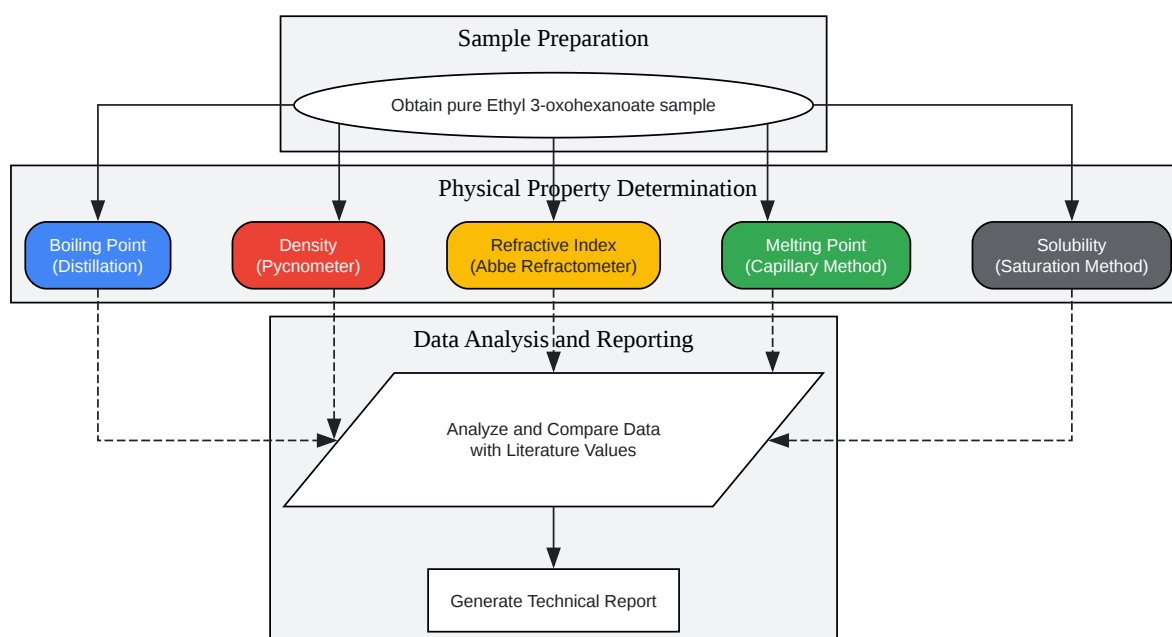 Sample Preparation
Obtain pure Ethyl 3-oxohexanoate sample
Physical Property Determination
Boiling Point
(Distillation)
Density
(Pycnometer)
Refractive Index
(Abbe Refractometer)
Melting Point
(Capillary Method)
Solubility
(Saturation Method)
Data Analysis and Reporting
Analyze and Compare Data
with Literature Values
Generate Technical Report